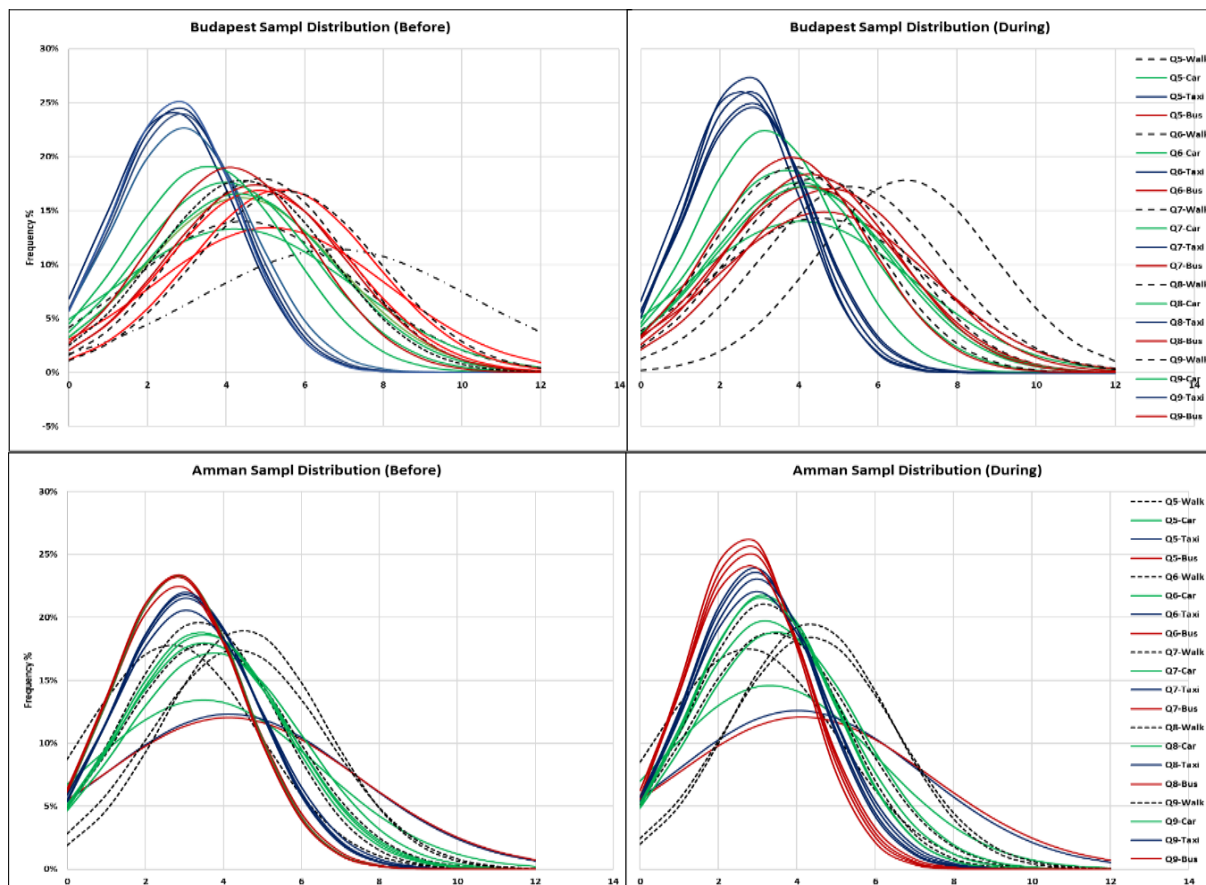 Budapest Sampl Distribution (Before)
30%
25%
20%
15%
10%
5%
0%
-5%
Frequency %
0 2 4 6 8 10 12 14
Budapest Sampl Distribution (During)
0 2 4 6 8 10 12 14
Q5-Walk
Q5-Car
Q5-Taxi
Q5-Bus
Q6-Walk
Q6-Car
Q6-Taxi
Q6-Bus
Q7-Walk
Q7-Car
Q7-Taxi
Q7-Bus
Q8-Walk
Q8-Car
Q8-Taxi
Q8-Bus
Q9-Walk
Q9-Car
Q9-Taxi
Q9-Bus
Amman Sampl Distribution (Before)
30%
25%
20%
15%
10%
5%
0%
Frequency %
0 2 4 6 8 10 12 14
Amman Sampl Distribution (During)
0 2 4 6 8 10 12 14
Q5-Walk
Q5-Car
Q5-Taxi
Q5-Bus
Q6-Walk
Q6-Car
Q6-Taxi
Q6-Bus
Q7-Walk
Q7-Car
Q7-Taxi
Q7-Bus
Q8-Walk
Q8-Car
Q8-Taxi
Q8-Bus
Q9-Walk
Q9-Car
Q9-Taxi
Q9-Bus